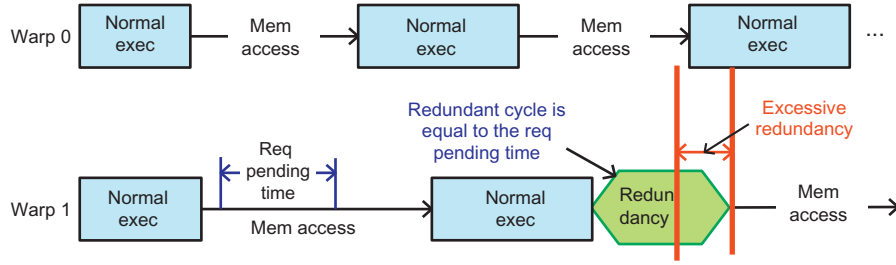 Warp 0
Normal
exec
Mem
access
Normal
exec
Mem
access
Normal
exec
...
Redundant cycle is
equal to the req
pending time
Excessive
redundancy
Req
pending
time
Warp 1
Normal
exec
Mem access
Normal
exec
Redun
dancy
Mem
access